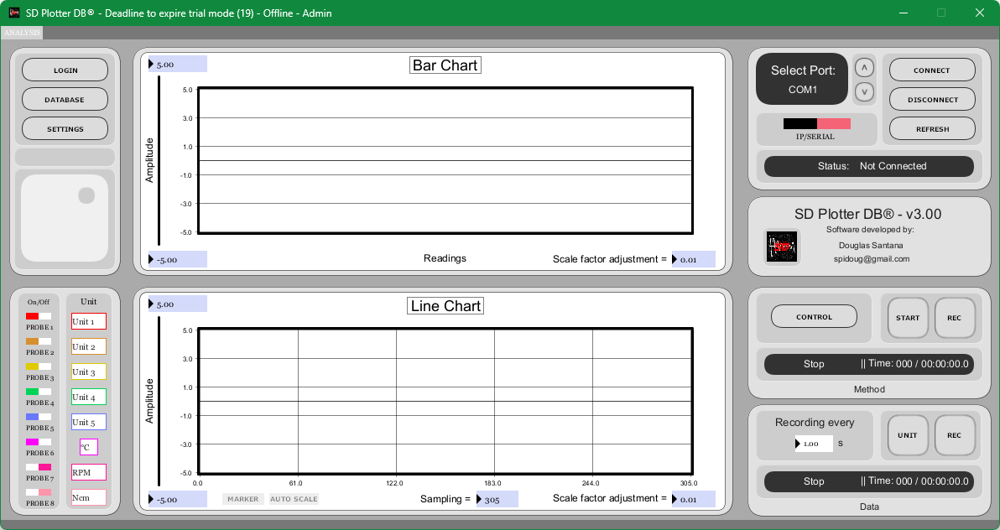 SD Plotter DB® - Deadline to expire trial mode (19) - Offline - Admin
ANALYSIS
LOGIN
DATABASE
SETTINGS
5.00
Bar Chart
5.0
3.0
1.0
-1.0
-3.0
-5.0
Amplitude
-5.00
Readings
Scale factor adjustment = 0.01
Select Port:
COM1
˄
˅
IP/SERIAL
CONNECT
DISCONNECT
REFRESH
Status: Not Connected
SD Plotter DB® - v3.00
Software developed by:
SD
Douglas Santana
spidoug@gmail.com
On/Off
Unit
PROBE 1
Unit 1
PROBE 2
Unit 2
PROBE 3
Unit 3
PROBE 4
Unit 4
PROBE 5
Unit 5
PROBE 6
°C
PROBE 7
RPM
PROBE 8
Ncm
5.00
Line Chart
5.0
3.0
1.0
-1.0
-3.0
-5.0
Amplitude
0.0 61.0 122.0 183.0 244.0 305.0
-5.00
MARKER
AUTO SCALE
Sampling = 305
Scale factor adjustment = 0.01
CONTROL
START
REC
Stop || Time: 000 / 00:00:00.0
Method
Recording every
1.00 s
UNIT
REC
Stop || Time: 000 / 00:00:00.0
Data